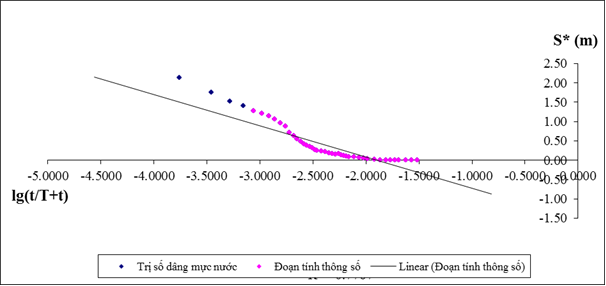 S* (m)
2.50
2.00
1.50
1.00
0.50
0.00
-0.50
-1.00
-1.50
-5.0000 -4.5000 -4.0000 -3.5000 -3.0000 -2.5000 -2.0000 -1.5000 -1.0000 -0.5000 0.0000
lg(t/T+t)
Trị số dâng mực nước Đoạn tính thông số Linear (Đoạn tính thông số)